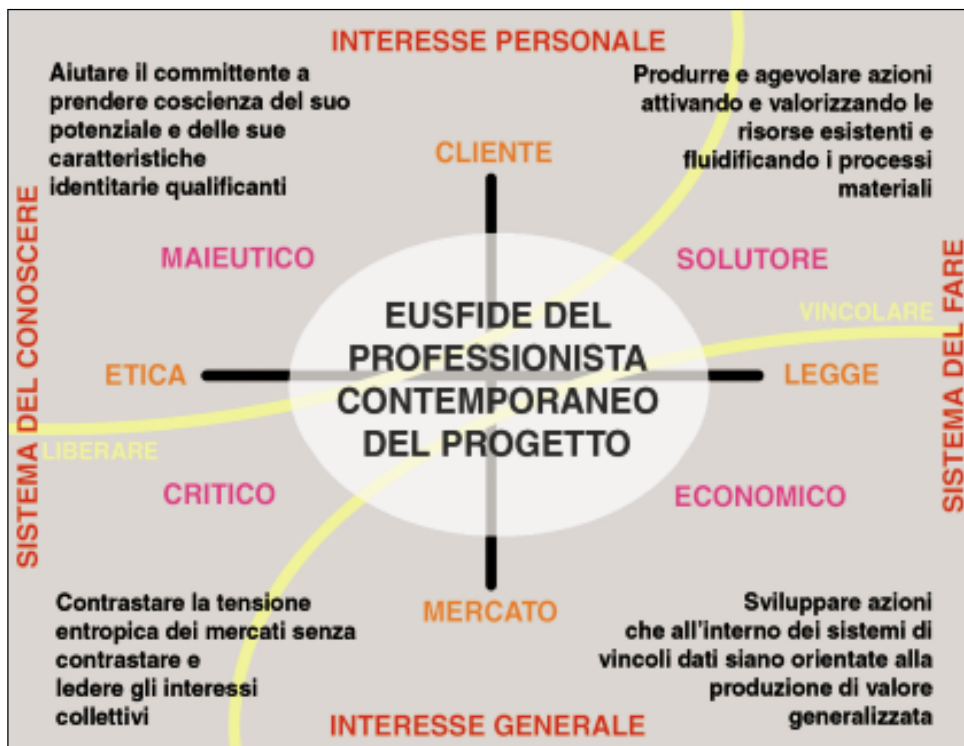 INTERESSE PERSONALE
Aiutare il committente a
prendere coscienza del suo
potenziale e delle sue
caratteristiche
identitarie qualificanti
Produrre e agevolare azioni
attivando e valorizzando le
risorse esistenti e
fluidificando i processi
materiali
CLIENTE
SISTEMA DEL CONOSCERE
MAIEUTICO
SOLUTORE
SISTEMA DEL FARE
EUSFIDE DEL
PROFESSIONISTA
CONTEMPORANEO
DEL PROGETTO
VINCOLARE
ETICA
LEGGE
LIBERARE
CRITICO
ECONOMICO
MERCATO
Contrastare la tensione
entropica dei mercati senza
contrastare e
ledere gli interessi
collettivi
Sviluppare azioni
che all'interno dei sistemi di
vincoli dati siano orientate alla
produzione di valore
generalizzata
INTERESSE GENERALE